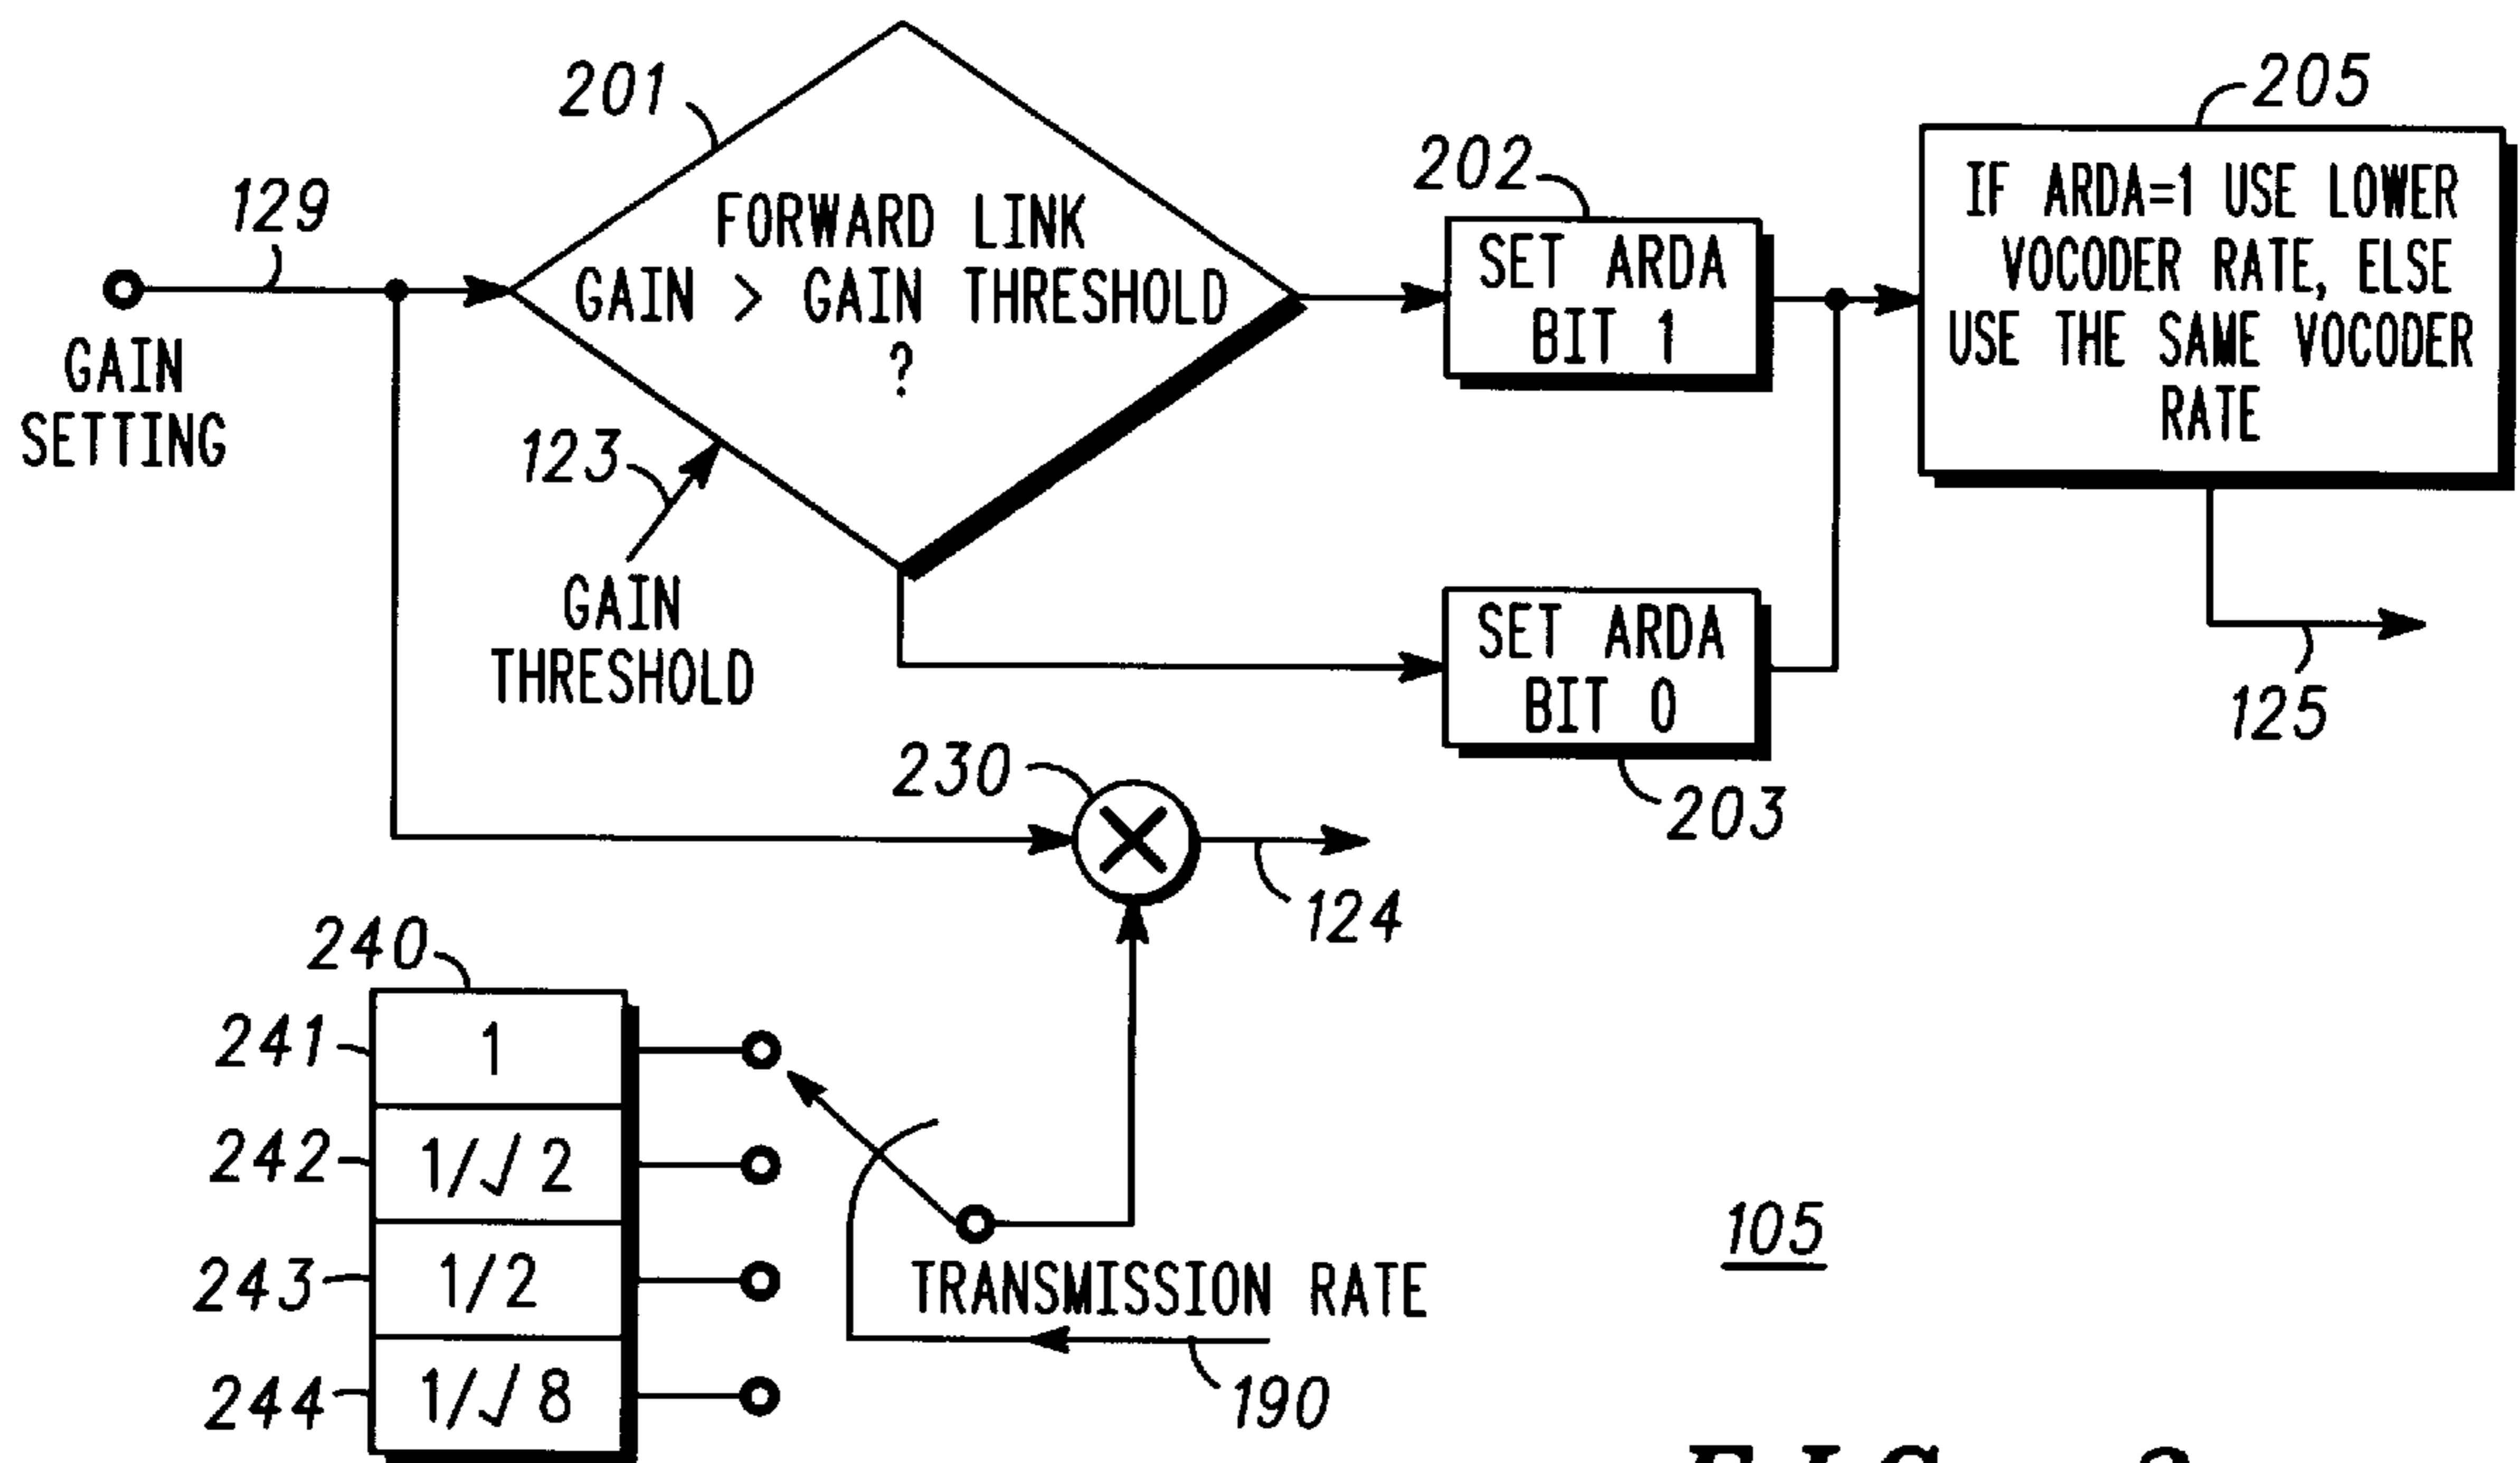 201
FORWARD LINK
GAIN > GAIN THRESHOLD
?
129
GAIN
SETTING
123
GAIN
THRESHOLD
202
SET ARDA
BIT 1
205
IF ARDA=1 USE LOWER
VOCODER RATE, ELSE
USE THE SAME VOCODER
RATE
125
SET ARDA
BIT 0
203
230
124
240
241
1
242
1/√2
243
1/2
244
1/√8
TRANSMISSION RATE
190
105